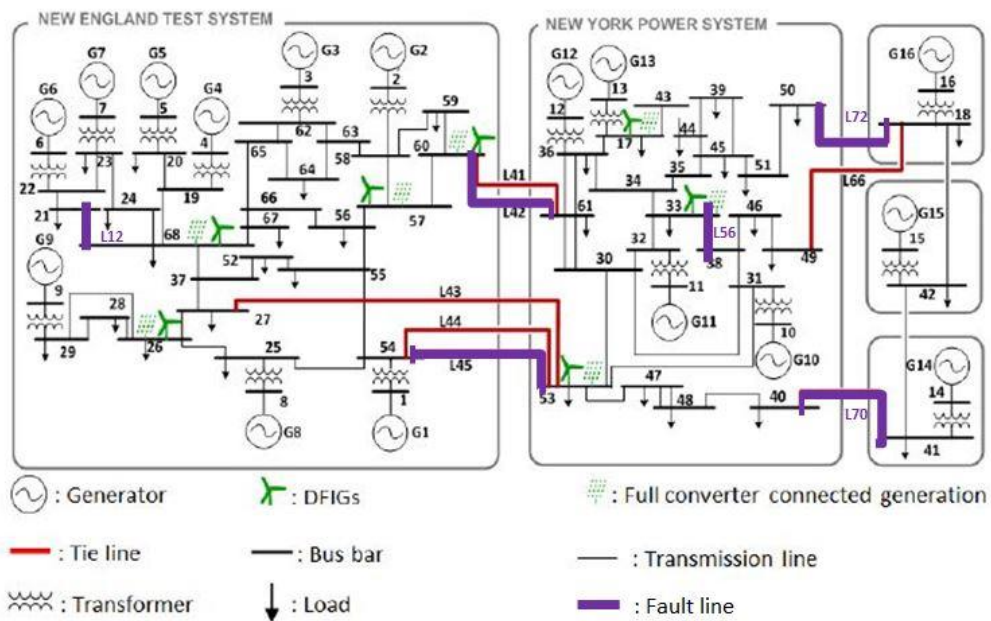 NEW ENGLAND TEST SYSTEM
NEW YORK POWER SYSTEM
G7 G5 G3 G2 G12 G13 G16
G6 G4
7 5 3 2 59 12 13 43 39 50 16
6 4 62 63 58 60 36 17 44 L72 18
23 20 65 64 45
22 24 19 35 51 L66
21 66 34
L41
L12 68 67 56 57 L42 61 33 L56 46 G15
G9 52 32 38 49 15
37 55 30 31
9 11 42
28 27 L43 10
L44 G11 G10
29 26 25 54 G14
L45 53 47 40 14
8 1 48 L70
G8 G1 41
: Generator
: DFIGs
: Full converter connected generation
: Tie line
: Bus bar
: Transmission line
: Transformer
: Load
: Fault line